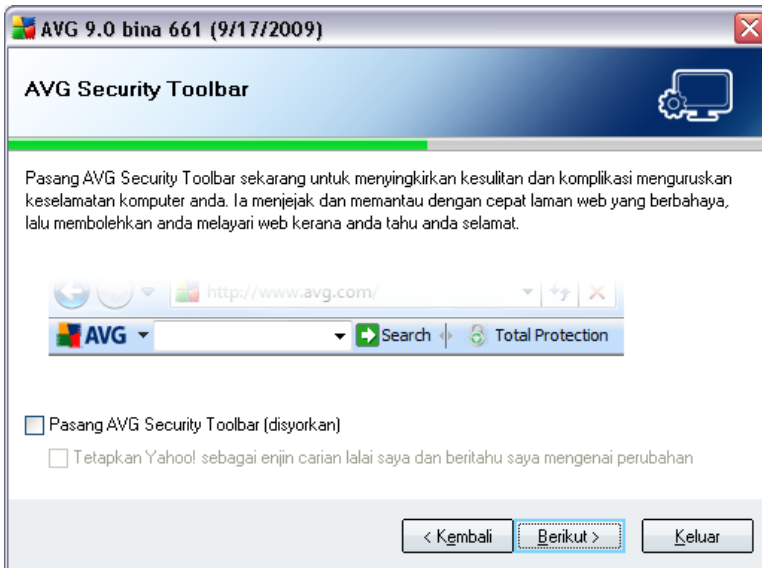 AVG 9.0 bina 661 (9/17/2009)
AVG Security Toolbar
Pasang AVG Security Toolbar sekarang untuk menyingkirkan kesulitan dan komplikasi menguruskan
keselamatan komputer anda. Ia menjejak dan memantau dengan cepat laman web yang berbahaya,
lalu membolehkan anda melayari web kerana anda tahu anda selamat.
http://www.avg.com/
AVG Search Total Protection
Pasang AVG Security Toolbar (disyorkan)
Tetapkan Yahoo! sebagai enjin carian lalai saya dan beritahu saya mengenai perubahan
< Kembali Berikut > Keluar